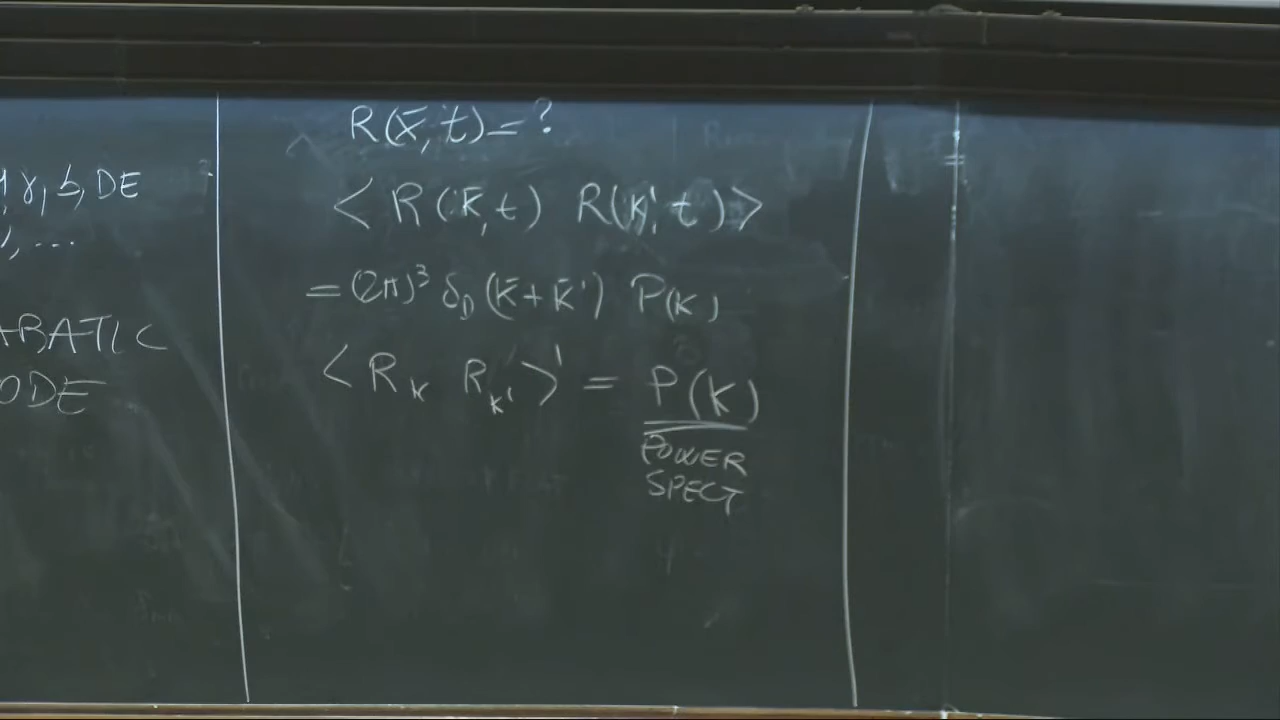 γ, b, DE
ν, ...
ABATIC
ODE
R(x̄, t) = ?
< R(k̄, t) R(k̄', t) >
= (2π)³ δ_D (k̄ + k̄') P(k)
< R_k R_k' >' = P(k)
POWER
SPECT